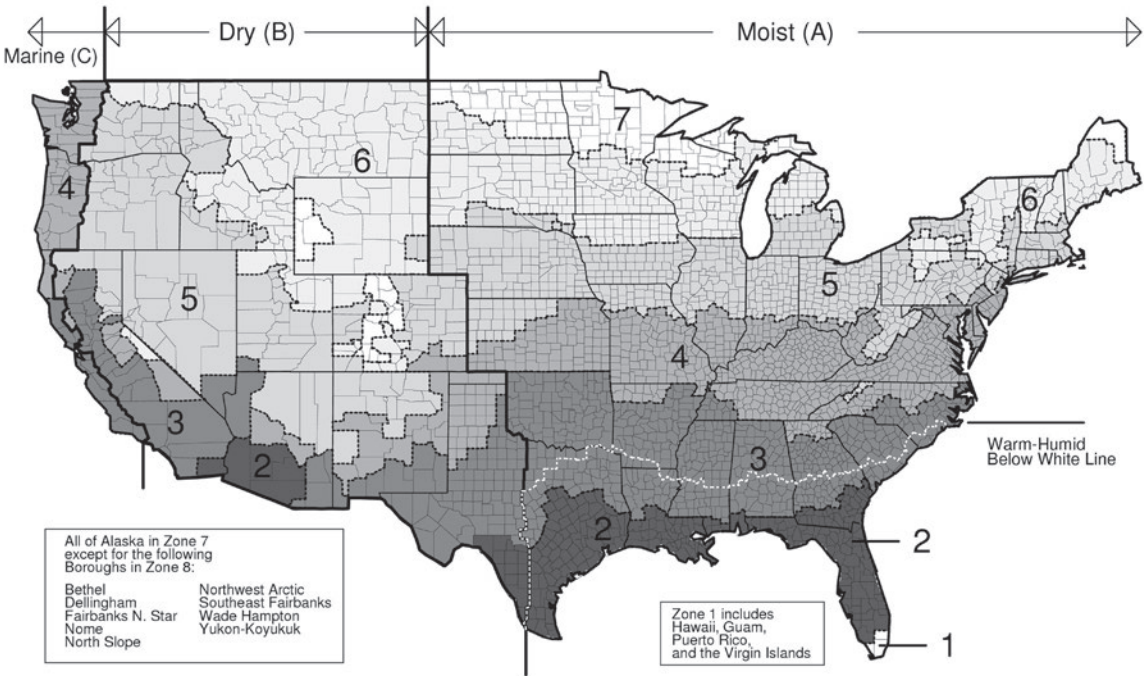 Marine (C)
Dry (B)
Moist (A)
7
6
4
6
5
5
4
3
3
2
2
2
1
Warm-Humid
Below White Line
All of Alaska in Zone 7
except for the following
Boroughs in Zone 8:
Bethel
Dellingham
Fairbanks N. Star
Nome
North Slope
Northwest Arctic
Southeast Fairbanks
Wade Hampton
Yukon-Koyukuk
Zone 1 includes
Hawaii, Guam,
Puerto Rico,
and the Virgin Islands